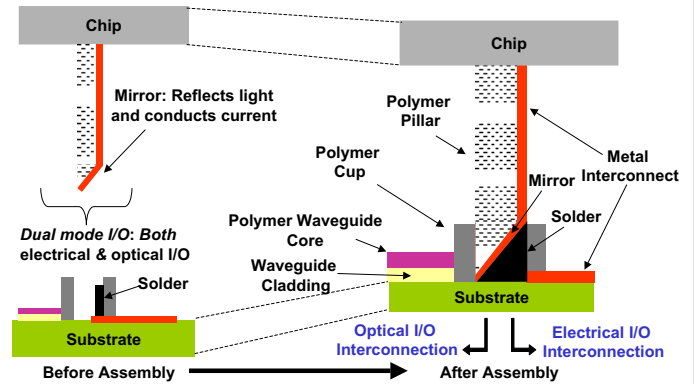 Chip
Mirror: Reflects light
and conducts current
Dual mode I/O: Both
electrical & optical I/O
Solder
Substrate
Before Assembly
Chip
Polymer
Pillar
Polymer
Cup
Metal
Interconnect
Mirror
Solder
Polymer Waveguide
Core
Waveguide
Cladding
Substrate
Optical I/O
Interconnection
Electrical I/O
Interconnection
After Assembly